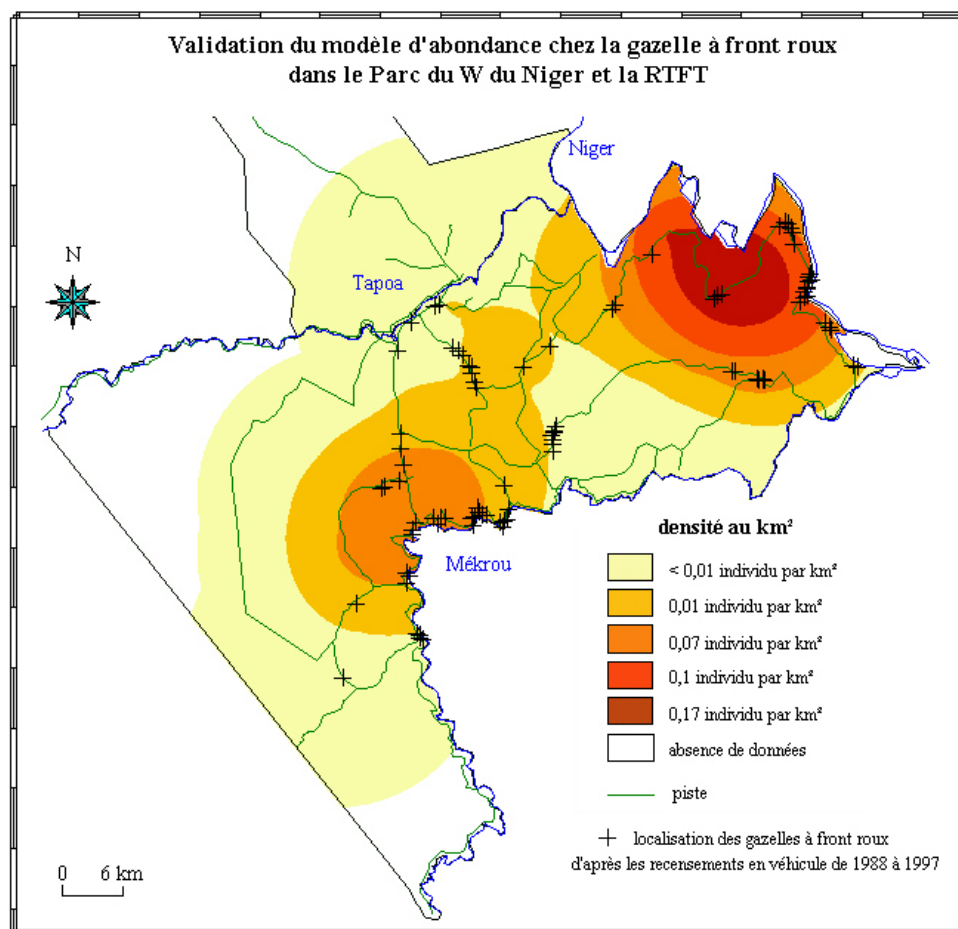 Validation du modèle d'abondance chez la gazelle à front roux
dans le Parc du W du Niger et la RTFT
Niger
N
Tapoa
Mékrou
densité au km²
< 0,01 individu par km²
0,01 individu par km²
0,07 individu par km²
0,1 individu par km²
0,17 individu par km²
absence de données
piste
localisation des gazelles à front roux
d'après les recensements en véhicule de 1988 à 1997
0 6 km